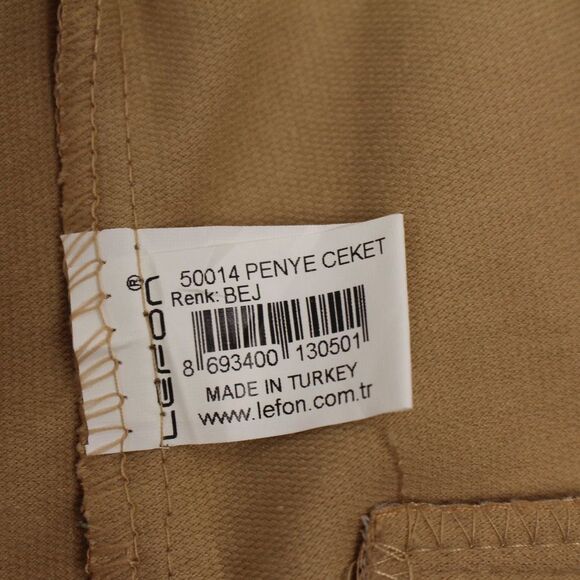 LEFON®
50014 PENYE CEKET
Renk: BEJ
8 693400 130501
MADE IN TURKEY
www.lefon.com.tr